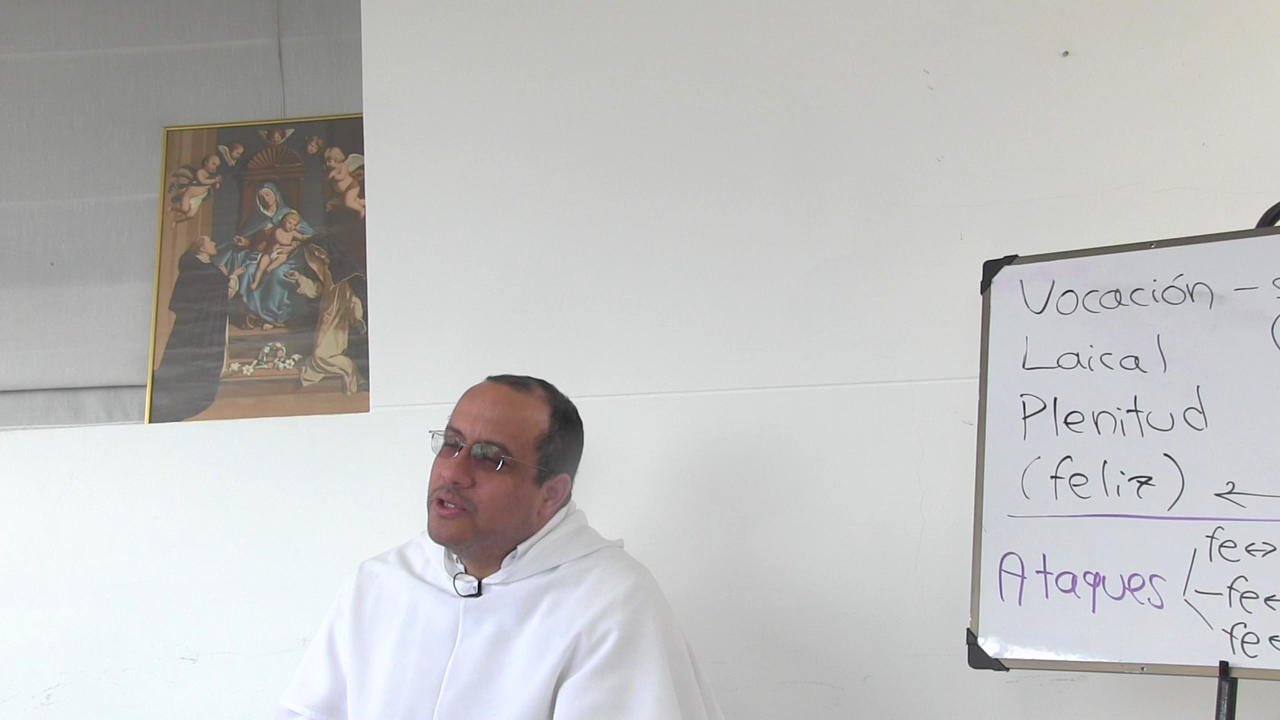 Vocación -
Laical
Plenitud
(feliz) ←
Ataques
fe ↔
- fe ←
fe ←